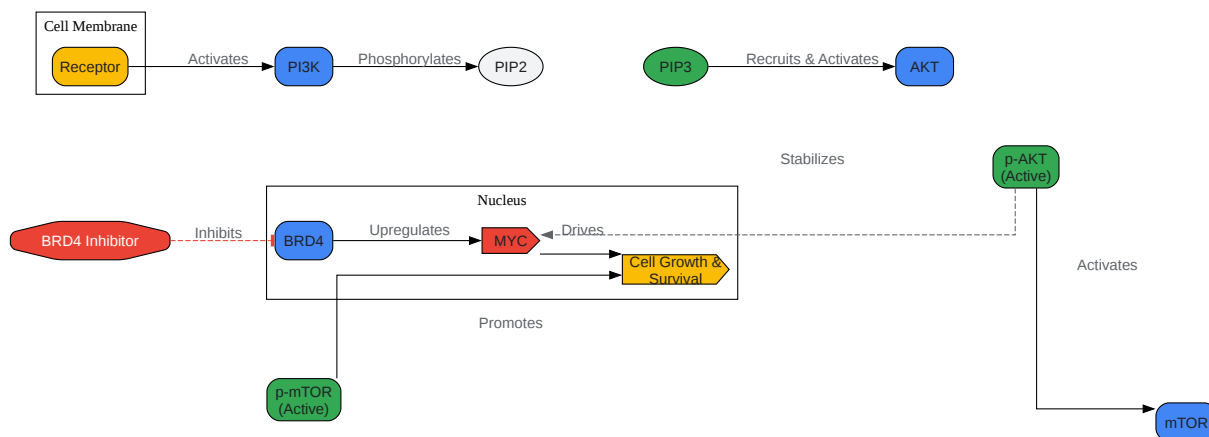 Cell Membrane
Receptor
Activates
PI3K
Phosphorylates
PIP2
PIP3
Recruits & Activates
AKT
Stabilizes
p-AKT
(Active)
Nucleus
BRD4 Inhibitor
Inhibits
BRD4
Upregulates
MYC
Drives
Cell Growth &
Survival
Activates
Promotes
p-mTOR
(Active)
mTOR